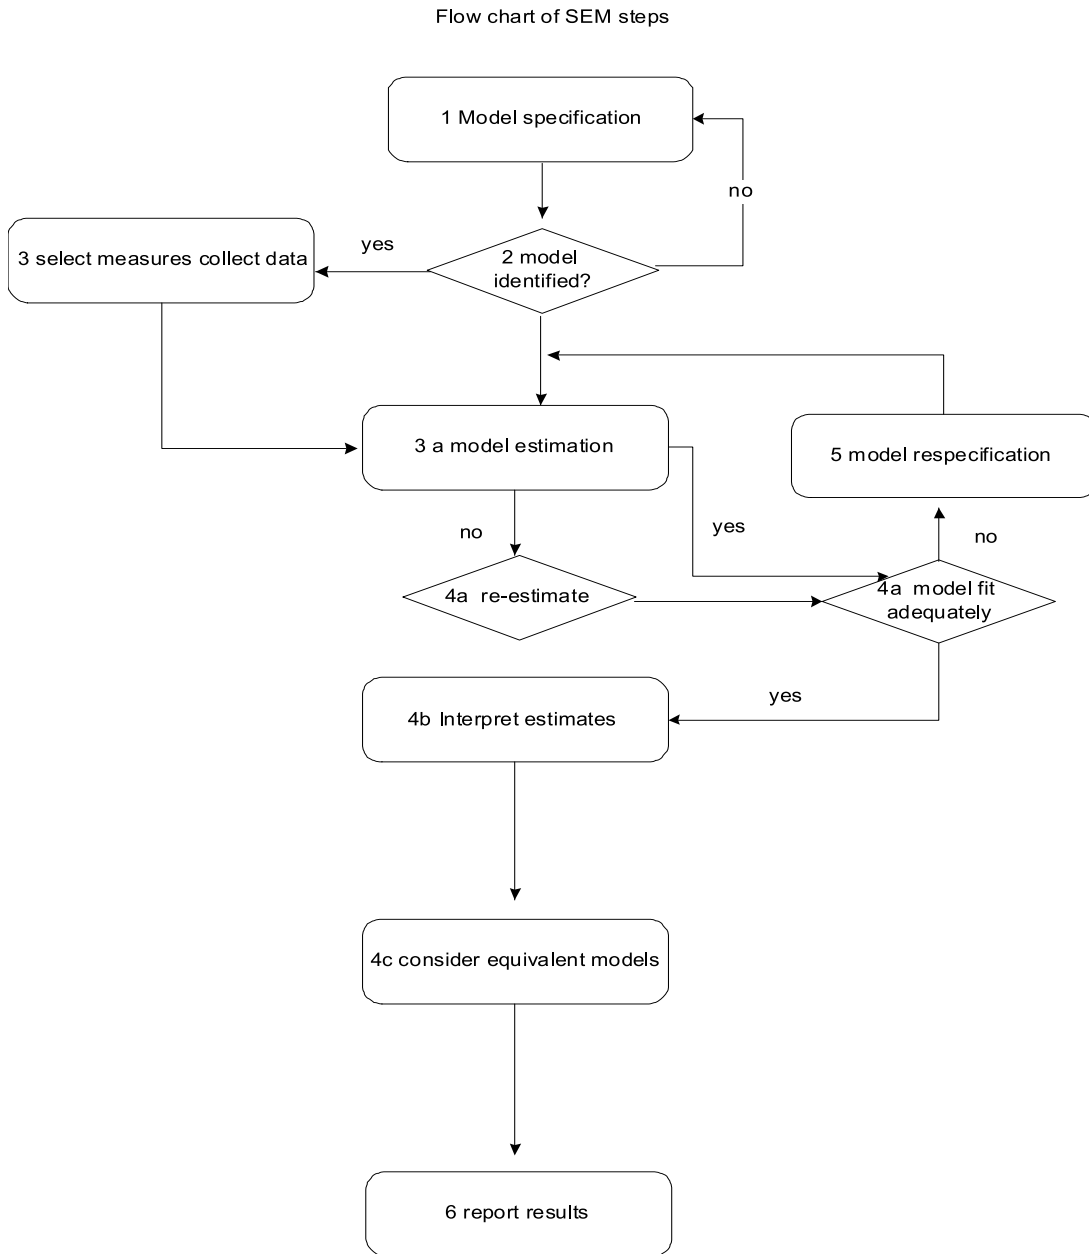 Flow chart of SEM steps
1 Model specification
no
yes
3 select measures collect data
2 model
identified?
3 a model estimation
5 model respecification
no
yes
no
4a  re-estimate
4a  model fit
adequately
yes
4b Interpret estimates
4c consider equivalent models
6 report results